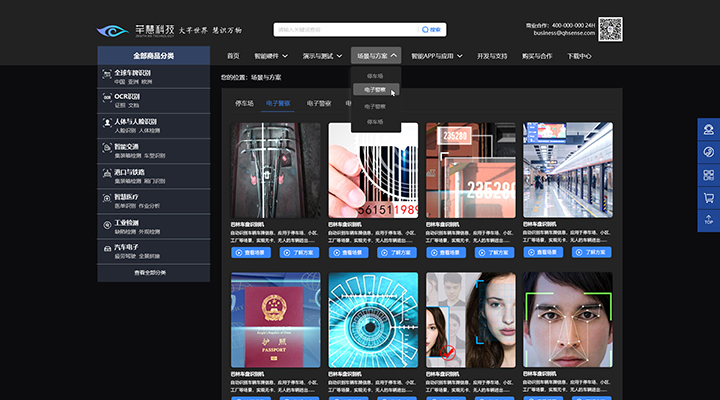 芊慧科技
大芊世界 慧识万物
搜索
商业合作：400-000-000 24H
business@qhsense.com
全部商品分类
首页
智能硬件
演示与测试
场景与方案
智能APP与应用
开发与支持
购买与合作
下载中心
全球车牌识别
中国 亚洲 欧洲
OCR识别
证照 文档
人体与人脸识别
人脸识别 人体检测
智能交通
集装箱检测 车型识别
港口与铁路
集装箱检测 闸门识别
智慧医疗
医单识别 作业分析
工业检测
缺陷检测 外观检测
汽车电子
疲劳驾驶 全景拼接
查看全部分类
停车场
电子警察
电子警察
停车场
您的位置：场景与方案
停车场
电子警察
电子警察
561511989
235280
235280
芭林车盘识别机
自动识别车辆车牌信息，应用于停车场、小区、
工厂等场景，实现无卡、无人的车辆进出……
查看场景
了解方案
芭林车盘识别机
自动识别车辆车牌信息，应用于停车场、小区、
工厂等场景，实现无卡、无人的车辆进出……
查看场景
了解方案
芭林车盘识别机
自动识别车辆车牌信息，应用于停车场、小区、
工厂等场景，实现无卡、无人的车辆进出……
查看场景
了解方案
芭林车盘识别机
自动识别车辆车牌信息，应用于停车场、小区、
工厂等场景，实现无卡、无人的车辆进出……
查看场景
了解方案
TOP
护照
PASSPORT
芭林车盘识别机
自动识别车辆车牌信息，应用于停车场、小区、
工厂等场景，实现无卡、无人的车辆进出……
芭林车盘识别机
自动识别车辆车牌信息，应用于停车场、小区、
工厂等场景，实现无卡、无人的车辆进出……
芭林车盘识别机
自动识别车辆车牌信息，应用于停车场、小区、
工厂等场景，实现无卡、无人的车辆进出……
芭林车盘识别机
自动识别车辆车牌信息，应用于停车场、小区、
工厂等场景，实现无卡、无人的车辆进出……